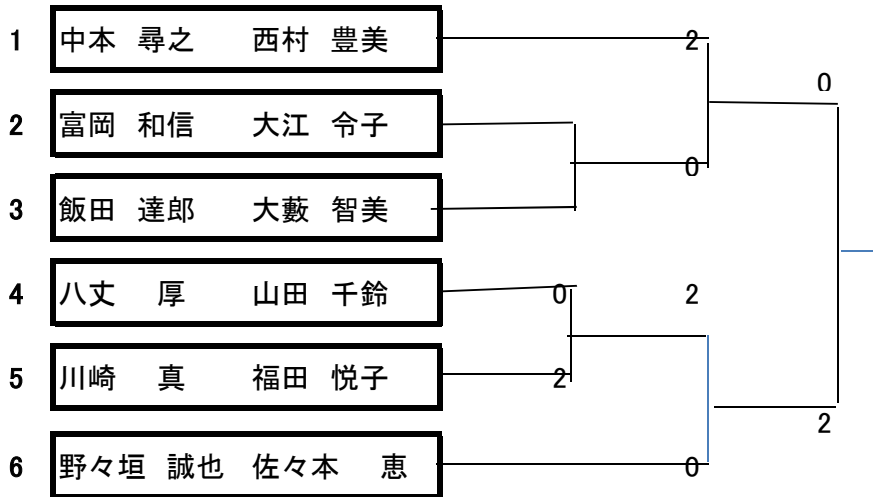 1 中本 尋之 西村 豊美 2
0
2 富岡 和信 大江 令子
0
3 飯田 達郎 大藪 智美
4 八丈 厚 山田 千鈴 0 2
5 川崎 真 福田 悦子 2
2
6 野々垣 誠也 佐々本 恵 0